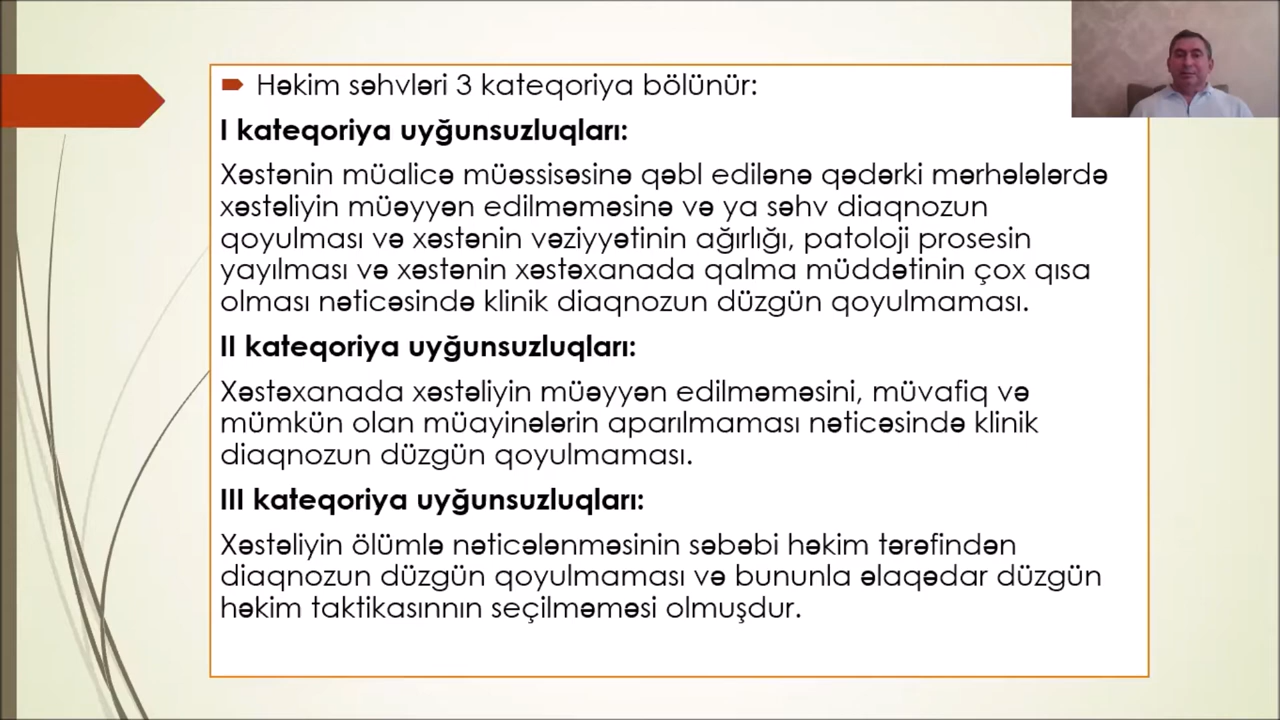 Həkim səhvləri 3 kateqoriya bölünür:
I kateqoriya uyğunsuzluqları:
Xəstənin müalicə müəssisəsinə qəbl edilənə qədərki mərhələlərdə
xəstəliyin müəyyən edilməməsinə və ya səhv diaqnozun
qoyulması və xəstənin vəziyyətinin ağırlığı, patoloji prosesin
yayılması və xəstənin xəstəxanada qalma müddətinin çox qısa
olması nəticəsində klinik diaqnozun düzgün qoyulmaması.
II kateqoriya uyğunsuzluqları:
Xəstəxanada xəstəliyin müəyyən edilməməsini, müvafiq və
mümkün olan müayinələrin aparılmaması nəticəsində klinik
diaqnozun düzgün qoyulmaması.
III kateqoriya uyğunsuzluqları:
Xəstəliyin ölümlə nəticələnməsinin səbəbi həkim tərəfindən
diaqnozun düzgün qoyulmaması və bununla əlaqədar düzgün
həkim taktikasınnın seçilməməsi olmuşdur.